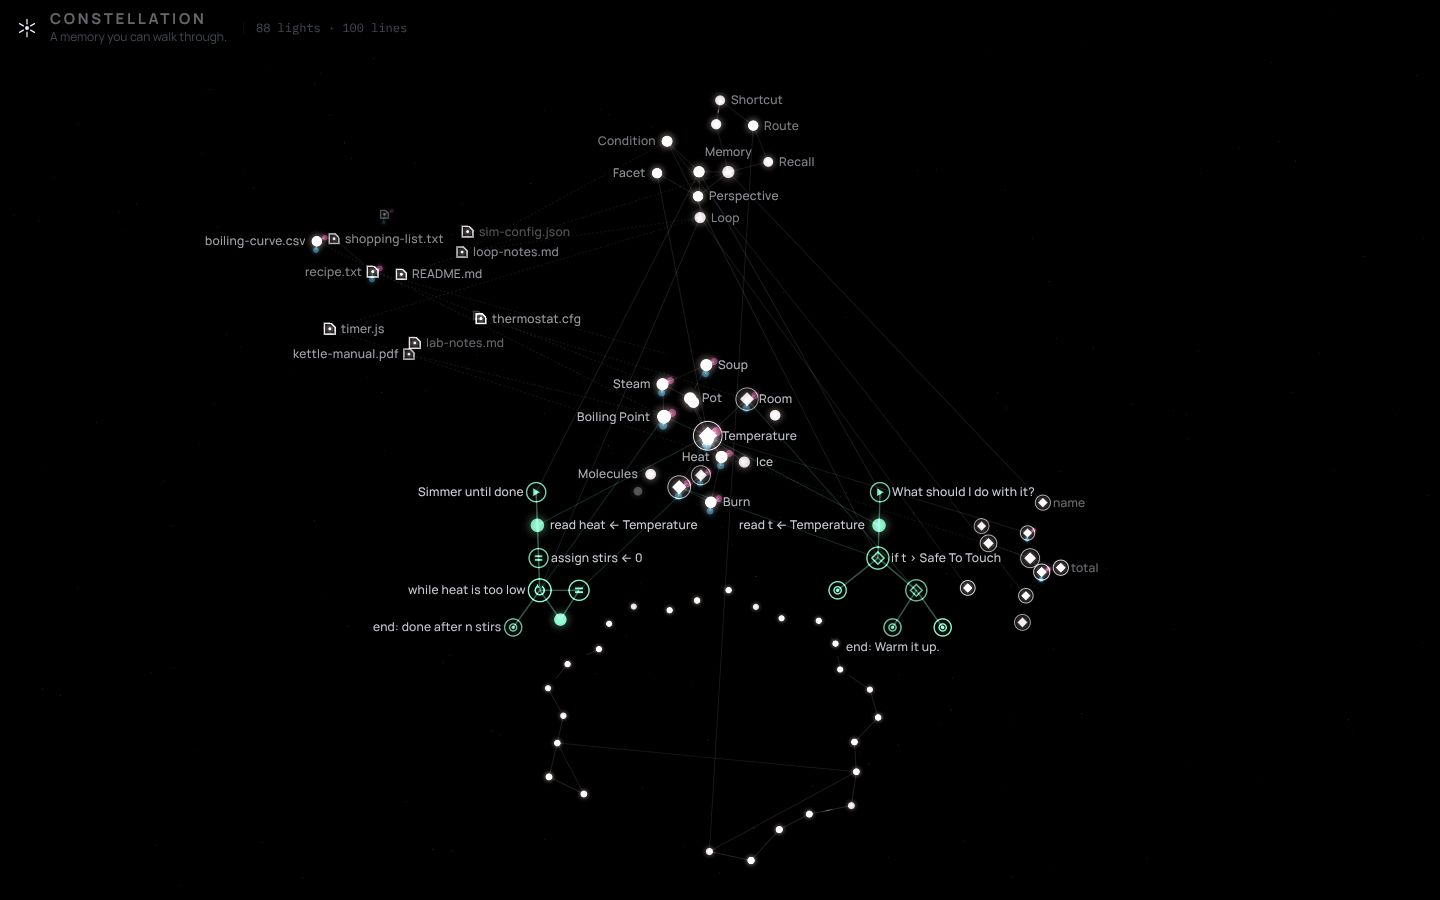 CONSTELLATION
A memory you can walk through.
88 lights · 100 lines
Shortcut
Route
Condition
Memory
Recall
Facet
Perspective
Loop
sim-config.json
boiling-curve.csv
shopping-list.txt
loop-notes.md
recipe.txt
README.md
thermostat.cfg
timer.js
lab-notes.md
kettle-manual.pdf
Soup
Steam
Pot
Room
Boiling Point
Temperature
Heat
Ice
Molecules
Simmer until done
What should I do with it?
Burn
name
read heat ← Temperature
read t ← Temperature
assign stirs ← 0
if t > Safe To Touch
total
while heat is too low
end: done after n stirs
end: Warm it up.